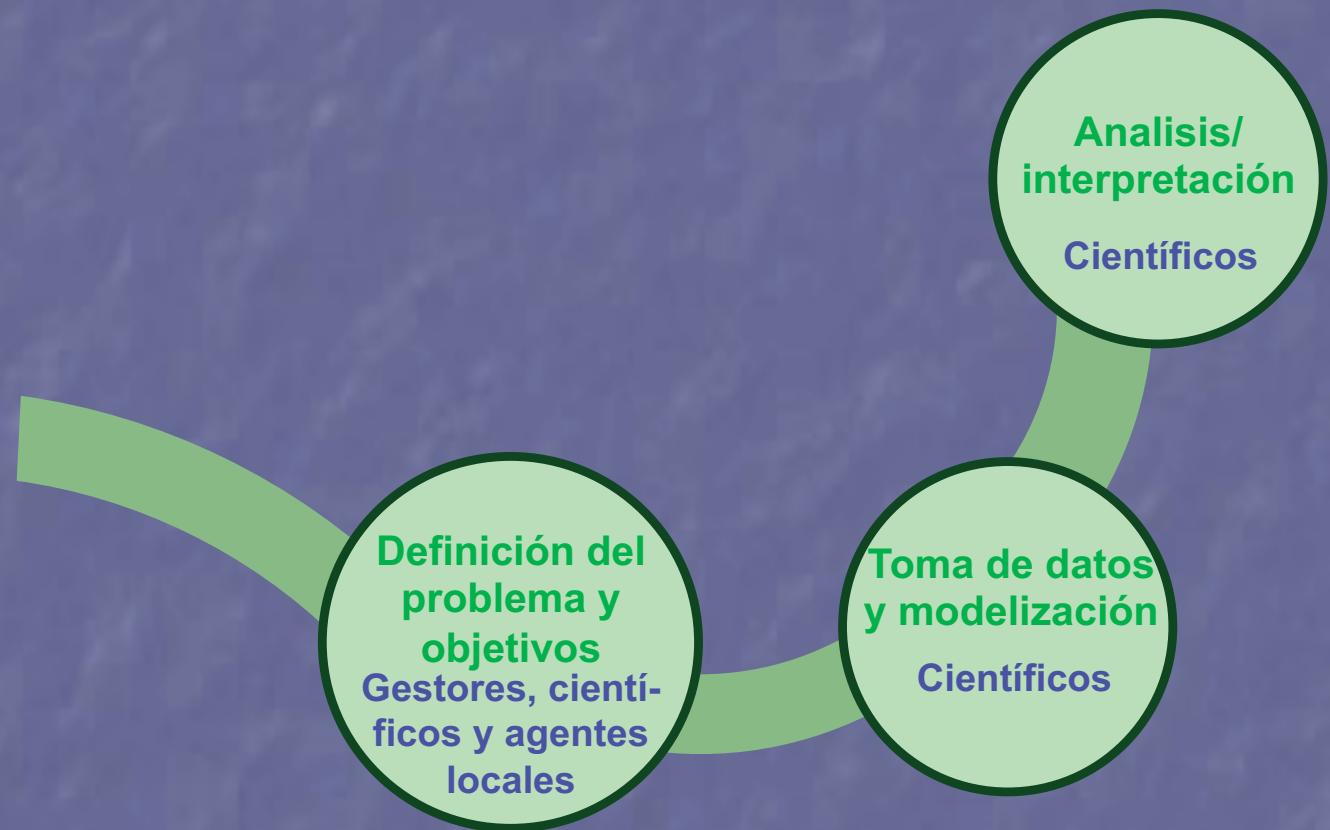 Definición del
problema y
objetivos
Gestores, cientí-
ficos y agentes
locales
Toma de datos
y modelización
Científicos
Analisis/
interpretación
Científicos